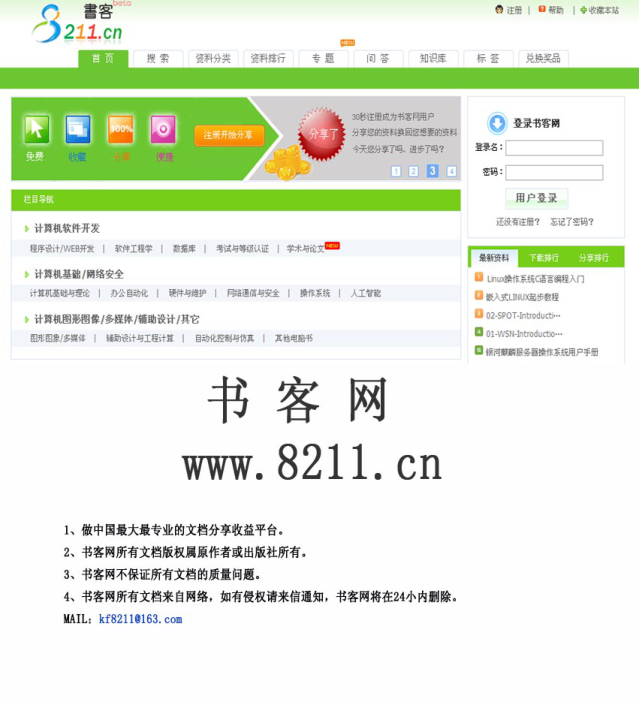 書客 beta
8211.cn
注册 | 帮助 | 收藏本站
首 页 搜 索 资料分类 资料排行 专 题 问 答 知识库 标 签 兑换奖品
30秒注册成为书客网用户
分享您的资料换回您想要的资料
今天您分享了吗、进步了吗?
注册开始分享
分享了
免费 收藏 分享
100%
1 2 3 4
登录书客网
登录名:
密码:
用户登录
还没有注册? 忘记了密码?
栏目导航
计算机软件开发
程序设计/WEB开发 | 软件工程学 | 数据库 | 考试与等级认证 | 学术与论文
计算机基础/网络安全
计算机基础与理论 | 办公自动化 | 硬件与维护 | 网络通信与安全 | 操作系统 | 人工智能
计算机图形图像/多媒体/辅助设计/其它
图形图象/多媒体 | 辅助设计与工程计算 | 自动化控制与仿真 | 其他电脑书
最新资料 下载排行 分享排行
Linux操作系统C语言编程入门
嵌入式LINUX起步教程
02-SPOT-Introducti…
01-WSN-Introductio…
银河麒麟服务器操作系统用户手册
书 客 网
www.8211.cn
1、做中国最大最专业的文档分享收益平台。
2、书客网所有文档版权属原作者或出版社所有。
3、书客网不保证所有文档的质量问题。
4、书客网所有文档来自网络，如有侵权请来信通知，书客网将在24小内删除。
MAIL：kf8211@163.com